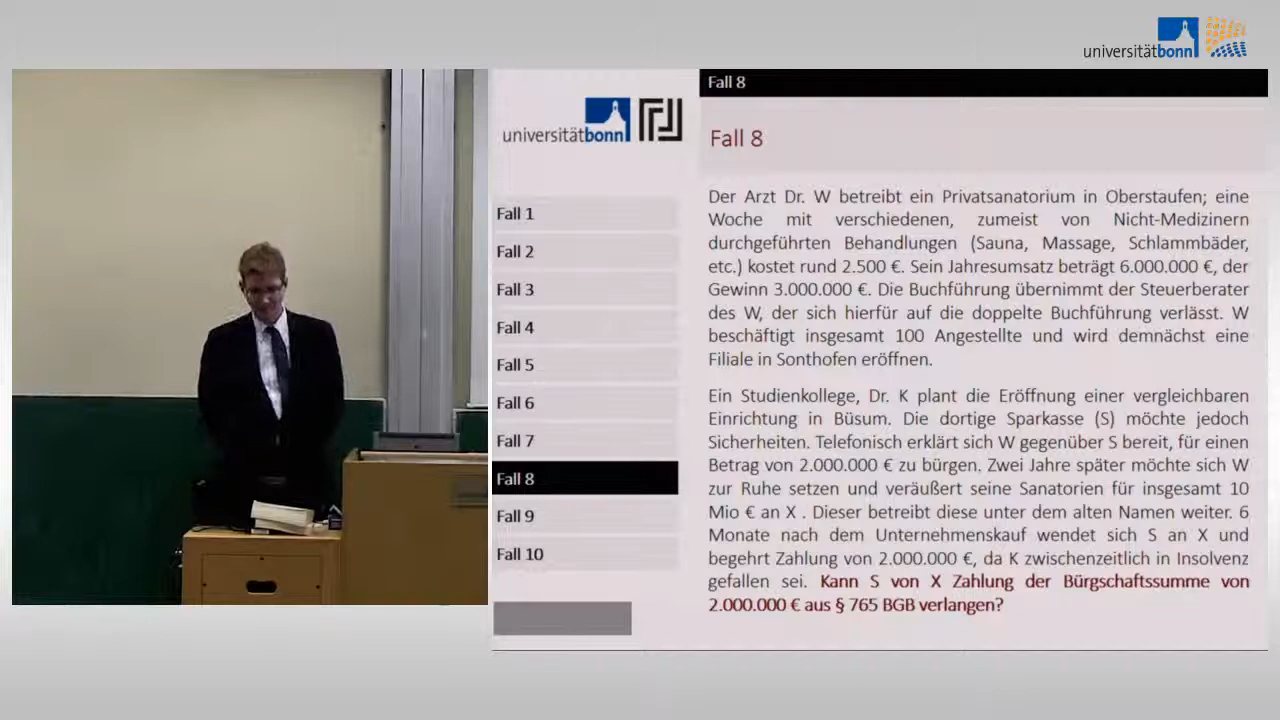 universitätbonn
Fall 8
universitätbonn
Fall 8
Fall 1
Fall 2
Fall 3
Fall 4
Fall 5
Fall 6
Fall 7
Fall 8
Fall 9
Fall 10
Der Arzt Dr. W betreibt ein Privatsanatorium in Oberstaufen; eine
Woche mit verschiedenen, zumeist von Nicht-Medizinern
durchgeführten Behandlungen (Sauna, Massage, Schlammbäder,
etc.) kostet rund 2.500 €. Sein Jahresumsatz beträgt 6.000.000 €, der
Gewinn 3.000.000 €. Die Buchführung übernimmt der Steuerberater
des W, der sich hierfür auf die doppelte Buchführung verlässt. W
beschäftigt insgesamt 100 Angestellte und wird demnächst eine
Filiale in Sonthofen eröffnen.
Ein Studienkollege, Dr. K plant die Eröffnung einer vergleichbaren
Einrichtung in Büsum. Die dortige Sparkasse (S) möchte jedoch
Sicherheiten. Telefonisch erklärt sich W gegenüber S bereit, für einen
Betrag von 2.000.000 € zu bürgen. Zwei Jahre später möchte sich W
zur Ruhe setzen und veräußert seine Sanatorien für insgesamt 10
Mio € an X . Dieser betreibt diese unter dem alten Namen weiter. 6
Monate nach dem Unternehmenskauf wendet sich S an X und
begehrt Zahlung von 2.000.000 €, da K zwischenzeitlich in Insolvenz
gefallen sei. Kann S von X Zahlung der Bürgschaftssumme von
2.000.000 € aus § 765 BGB verlangen?